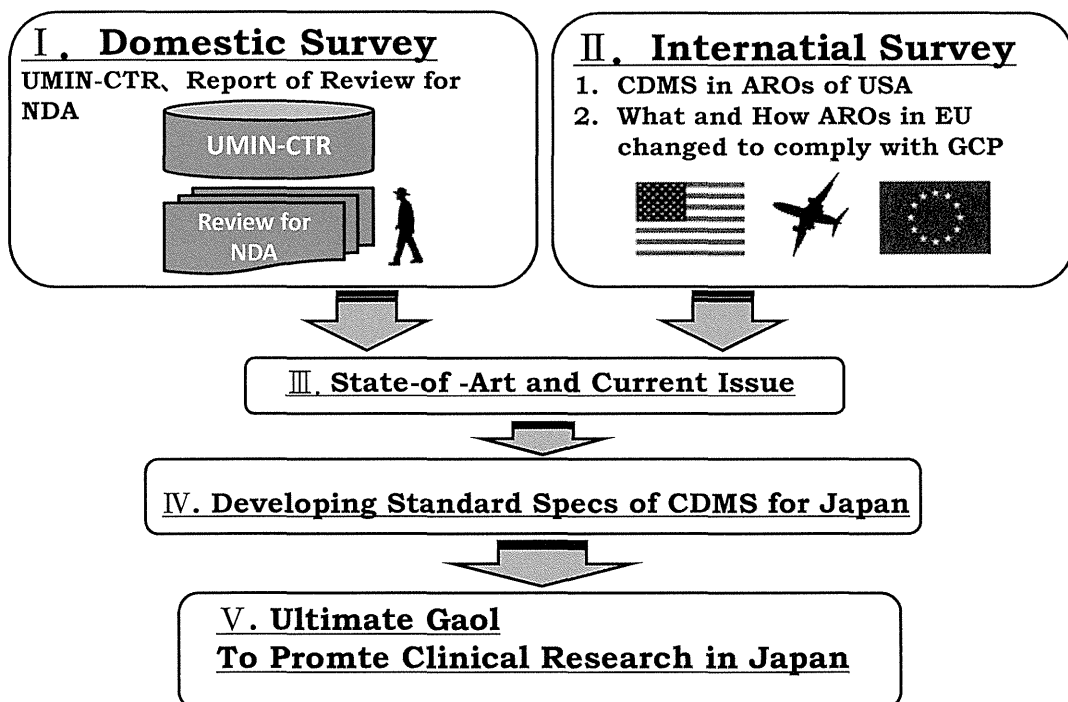 Ⅰ. Domestic Survey
UMIN-CTR、Report of Review for
NDA
UMIN-CTR
Review for
NDA
Ⅱ. Internatial Survey
1. CDMS in AROs of USA
2. What and How AROs in EU
changed to comply with GCP
Ⅲ. State-of -Art and Current Issue
Ⅳ. Developing Standard Specs of CDMS for Japan
Ⅴ. Ultimate Gaol
To Promte Clinical Research in Japan